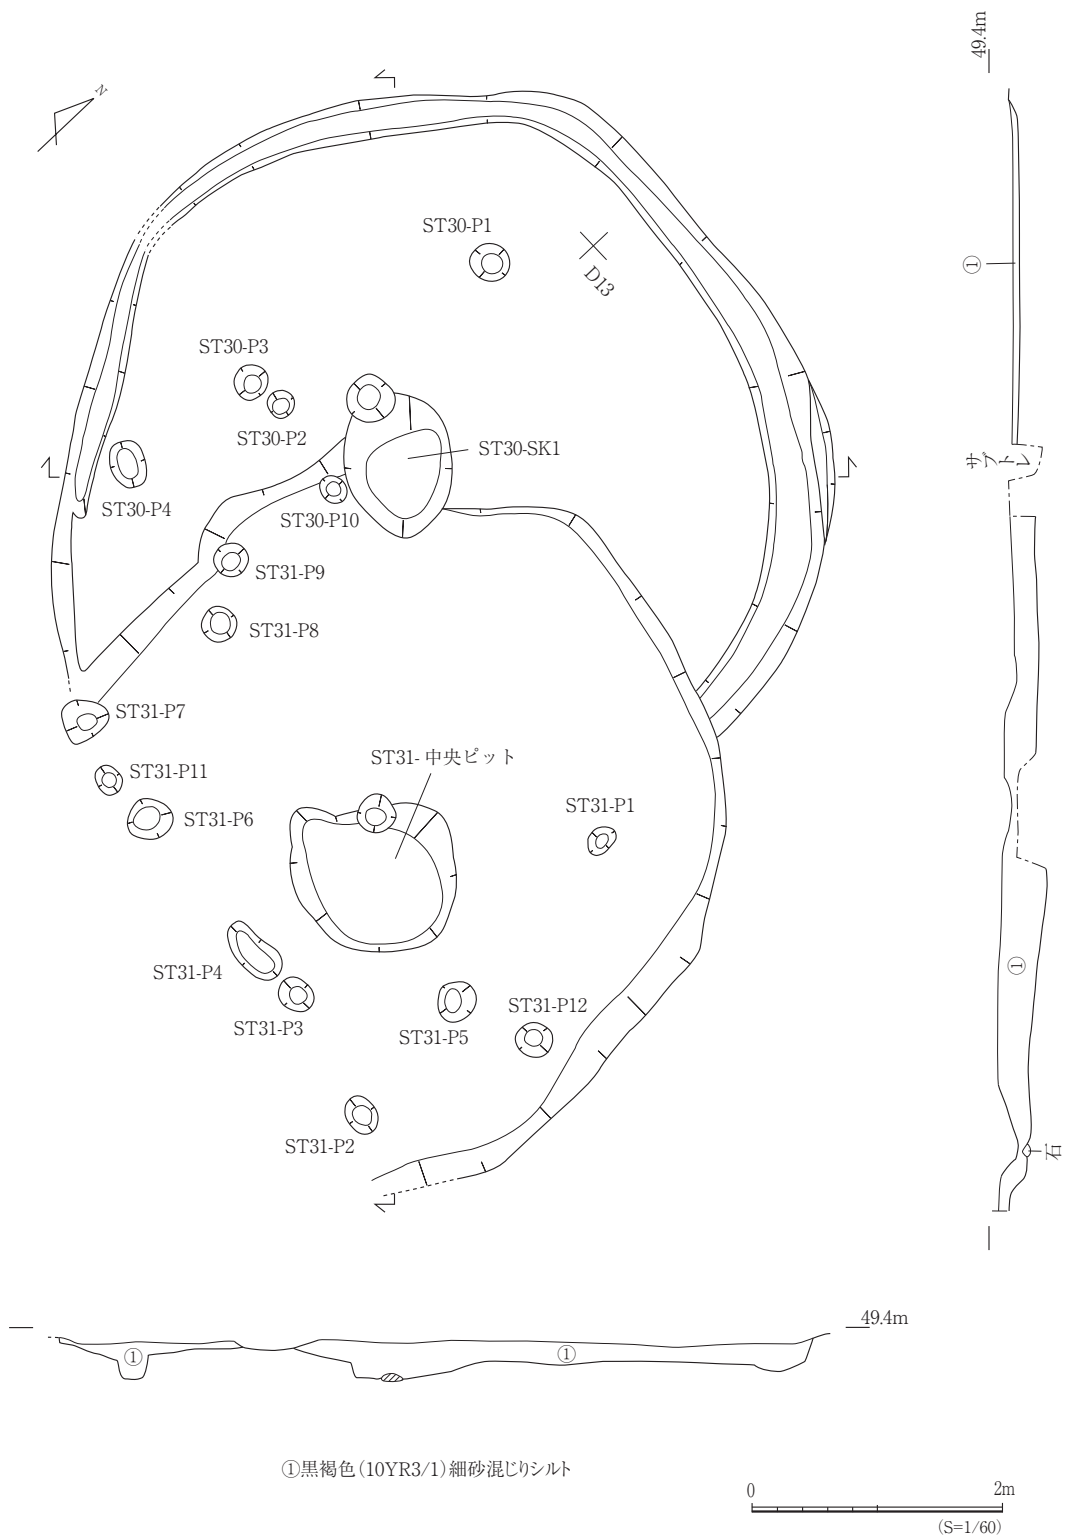 49.4m
N
ST30-P1
D13
①
ST30-P3
ST30-P2
ST30-SK1
サブトレ
ST30-P4
ST30-P10
ST31-P9
ST31-P8
ST31-P7
ST31-中央ピット
ST31-P11
ST31-P6
ST31-P1
ST31-P4
①
ST31-P3
ST31-P5
ST31-P12
ST31-P2
石
49.4m
①
①
①黒褐色(10YR3/1)細砂混じりシルト
0 2m
(S=1/60)